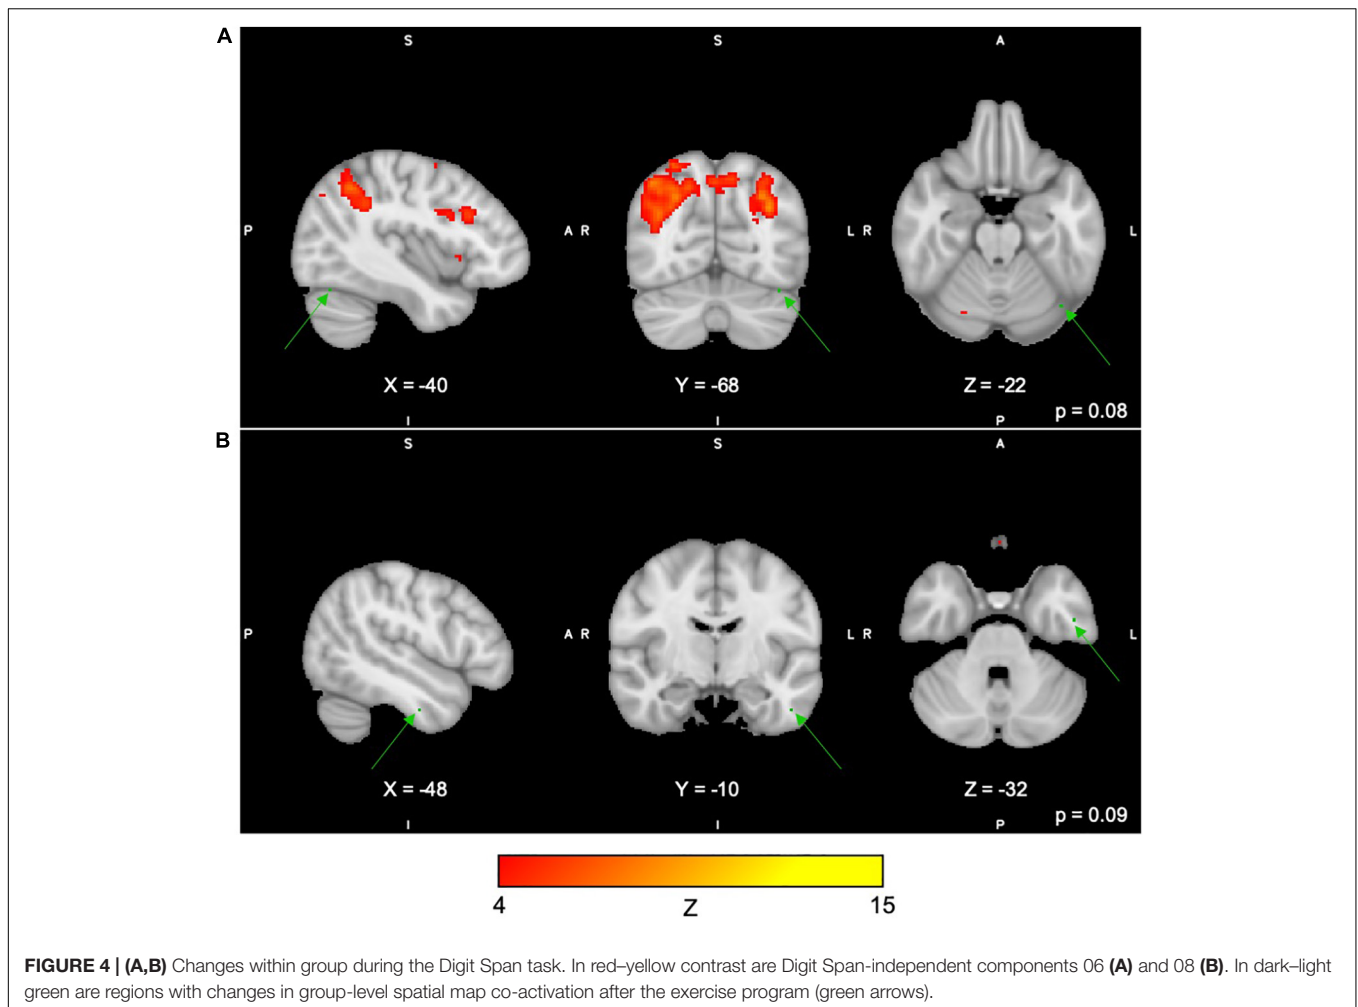 A
S S A
P A R L R L
X = -40 Y = -68 Z = -22
p = 0.08
I I P
B
S S A
P A R L R L
X = -48 Y = -10 Z = -32
p = 0.09
I I P
4 Z 15
FIGURE 4 | (A,B) Changes within group during the Digit Span task. In red–yellow contrast are Digit Span-independent components 06 (A) and 08 (B). In dark–light
green are regions with changes in group-level spatial map co-activation after the exercise program (green arrows).